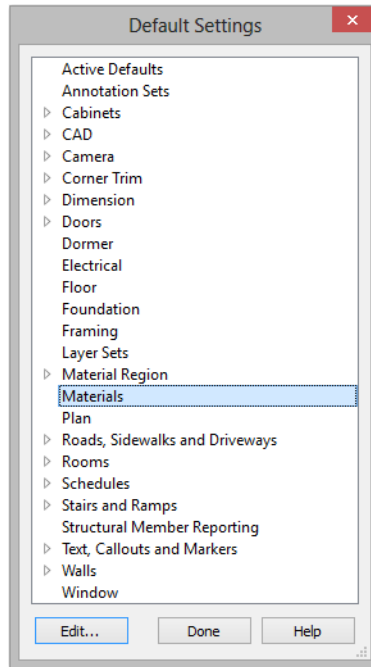 Default Settings
Active Defaults
Annotation Sets
Cabinets
CAD
Camera
Corner Trim
Dimension
Doors
Dormer
Electrical
Floor
Foundation
Framing
Layer Sets
Material Region
Materials
Plan
Roads, Sidewalks and Driveways
Rooms
Schedules
Stairs and Ramps
Structural Member Reporting
Text, Callouts and Markers
Walls
Window
Edit... Done Help